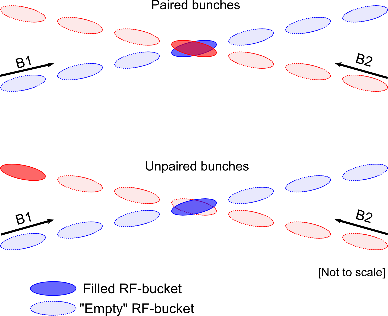 Paired bunches
B1
B2
Unpaired bunches
B1
B2
[Not to scale]
Filled RF-bucket
"Empty" RF-bucket